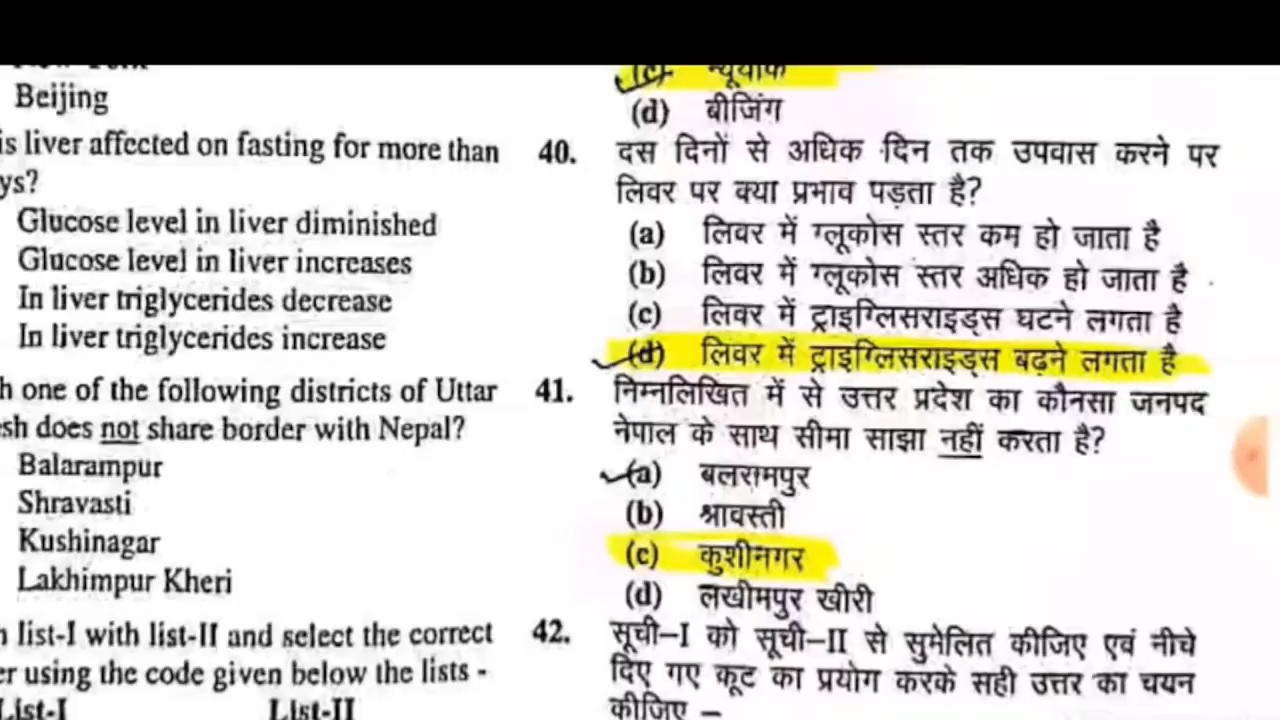 Beijing
is liver affected on fasting for more than
ys?
Glucose level in liver diminished
Glucose level in liver increases
In liver triglycerides decrease
In liver triglycerides increase
h one of the following districts of Uttar
sh does not share border with Nepal?
Balarampur
Shravasti
Kushinagar
Lakhimpur Kheri
n list-I with list-II and select the correct
er using the code given below the lists -
List-I List-II
(c) न्यूयॉर्क
(d) बीजिंग
40. दस दिनों से अधिक दिन तक उपवास करने पर
लिवर पर क्या प्रभाव पड़ता है?
(a) लिवर में ग्लूकोस स्तर कम हो जाता है
(b) लिवर में ग्लूकोस स्तर अधिक हो जाता है
(c) लिवर में ट्राइग्लिसराइड्स घटने लगता है
(d) लिवर में ट्राइग्लिसराइड्स बढ़ने लगता है
41. निम्नलिखित में से उत्तर प्रदेश का कौनसा जनपद
नेपाल के साथ सीमा साझा नहीं करता है?
(a) बलरामपुर
(b) श्रावस्ती
(c) कुशीनगर
(d) लखीमपुर खीरी
42. सूची-I को सूची-II से सुमेलित कीजिए एवं नीचे
दिए गए कूट का प्रयोग करके सही उत्तर का चयन
कीजिए –